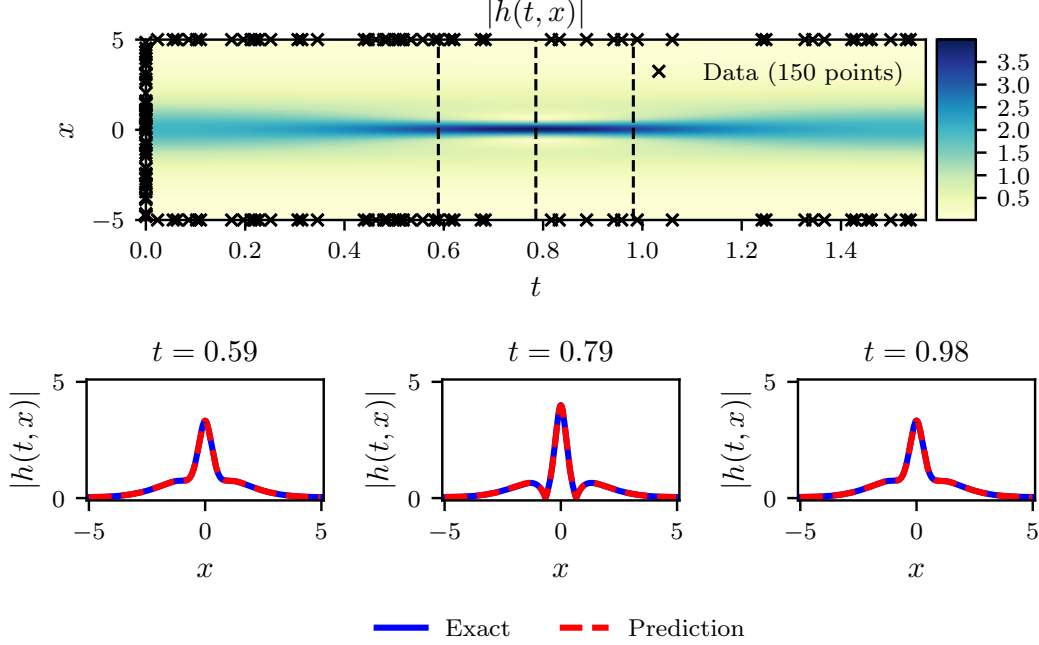 |h(t, x)|
5
0
−5
x
Data (150 points)
3.5
3.0
2.5
2.0
1.5
1.0
0.5
0.0 0.2 0.4 0.6 0.8 1.0 1.2 1.4
t
t = 0.59 t = 0.79 t = 0.98
|h(t, x)| 5 0 |h(t, x)| 5 0 |h(t, x)| 5 0
−5 0 5 −5 0 5 −5 0 5
x x x
Exact Prediction